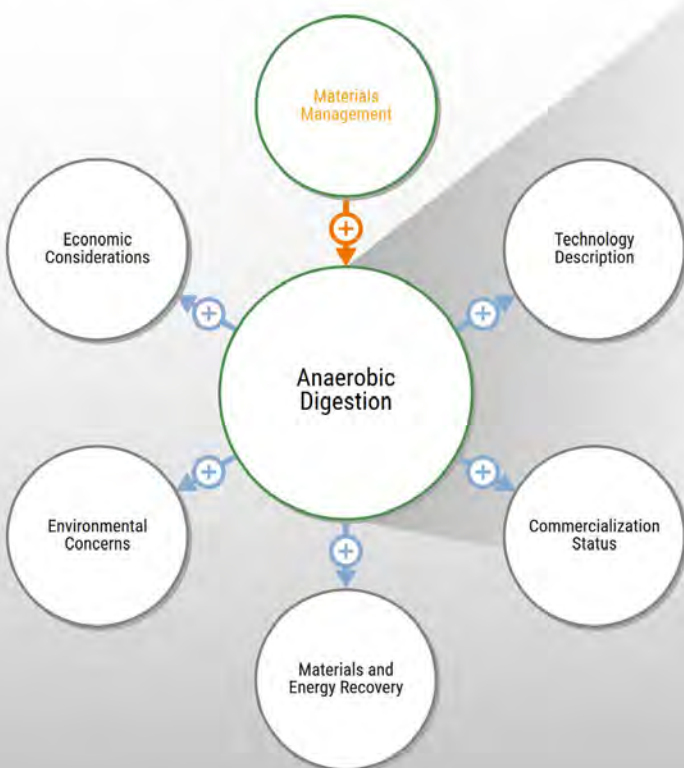 Materials
Management
Economic
Considerations
Technology
Description
Anaerobic
Digestion
Environmental
Concerns
Commercialization
Status
Materials and
Energy Recovery